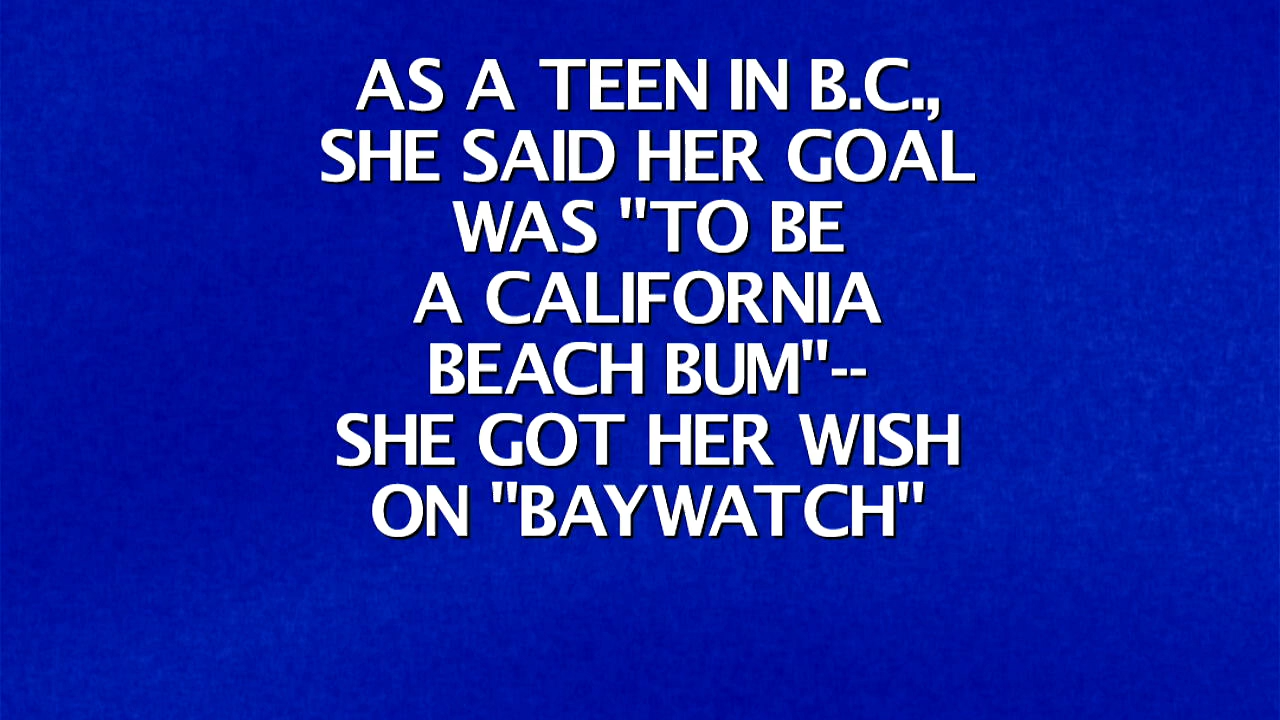 AS A TEEN IN B.C.,
SHE SAID HER GOAL
WAS "TO BE
A CALIFORNIA
BEACH BUM"--
SHE GOT HER WISH
ON "BAYWATCH"